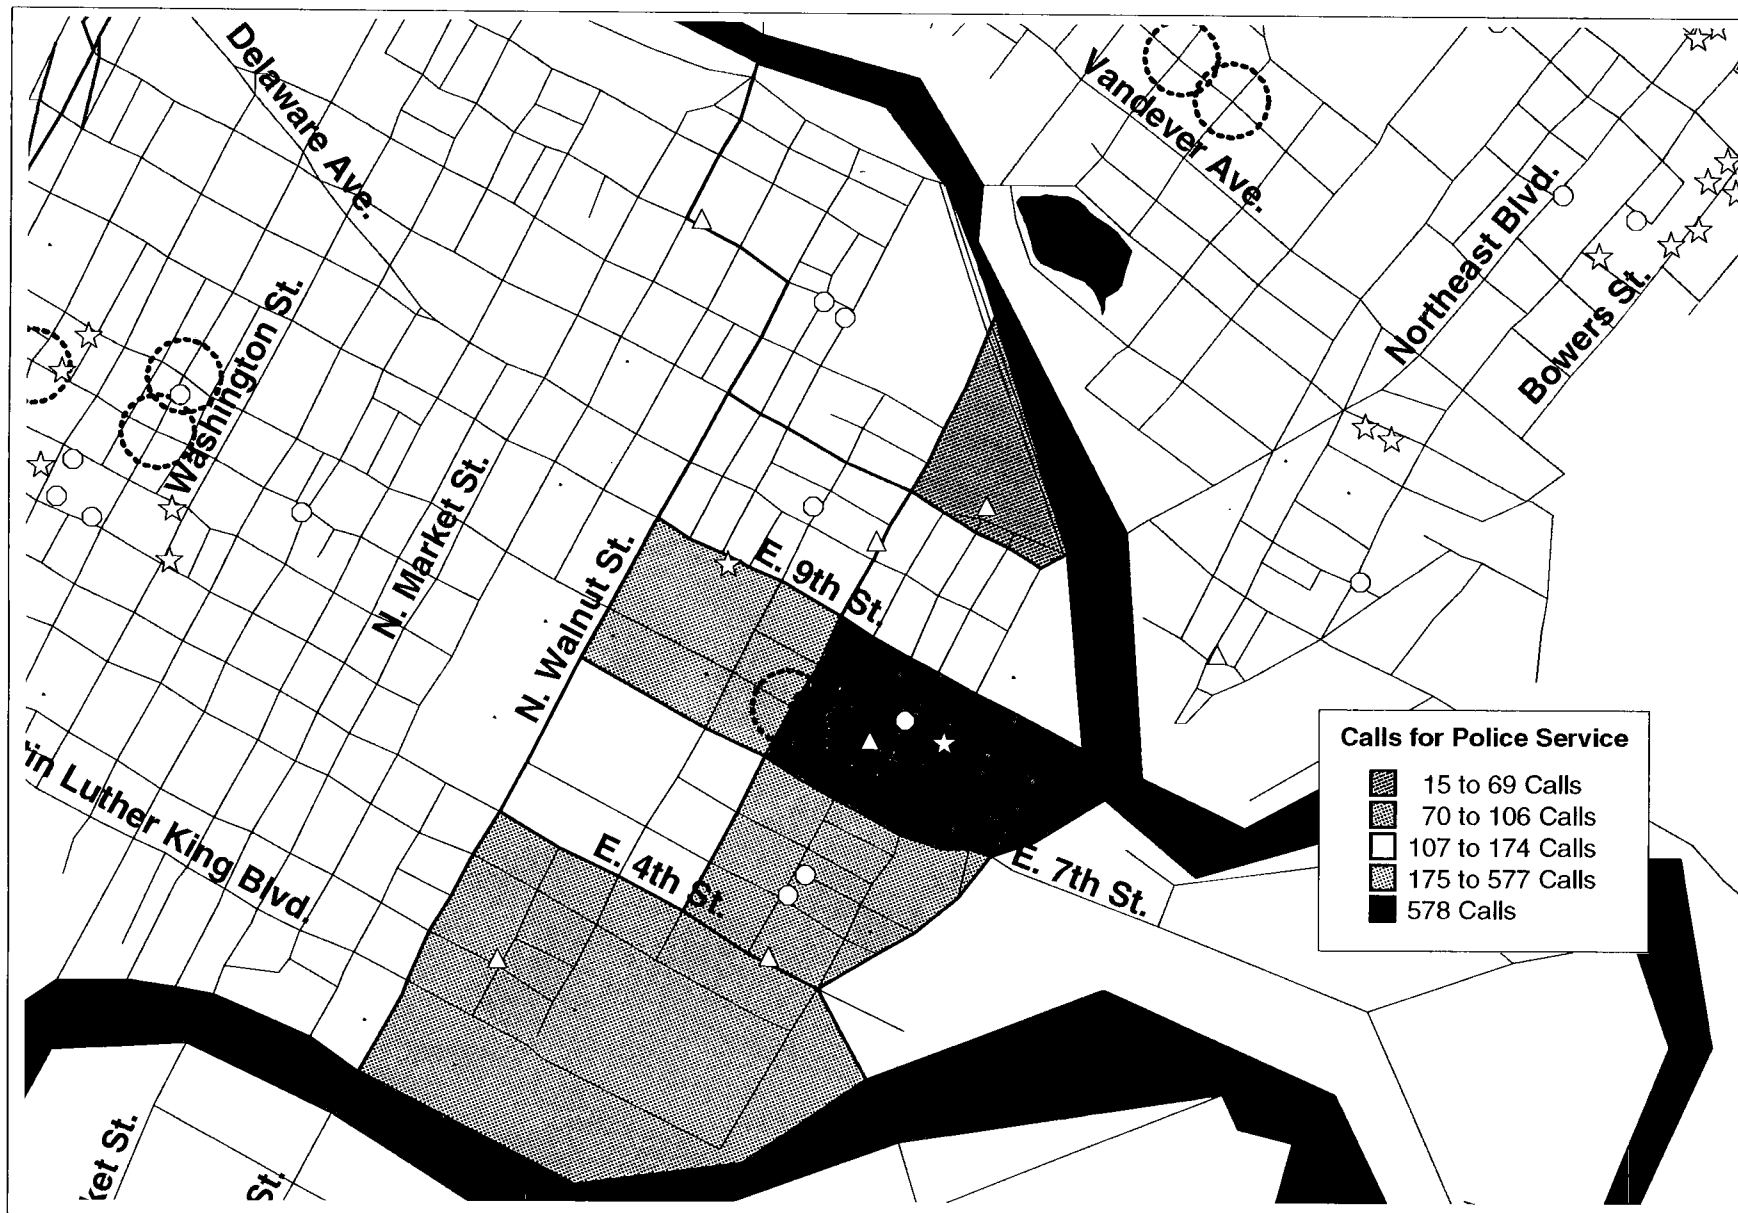 Delaware Ave.
Vandever Ave.
Northeast Blvd.
Bowers St.
Washington St.
N. Market St.
N. Walnut St.
E. 9th St.
Calls for Police Service
15 to 69 Calls
70 to 106 Calls
107 to 174 Calls
175 to 577 Calls
578 Calls
tin Luther King Blvd.
E. 4th St.
E. 7th St.
ket St.
St.